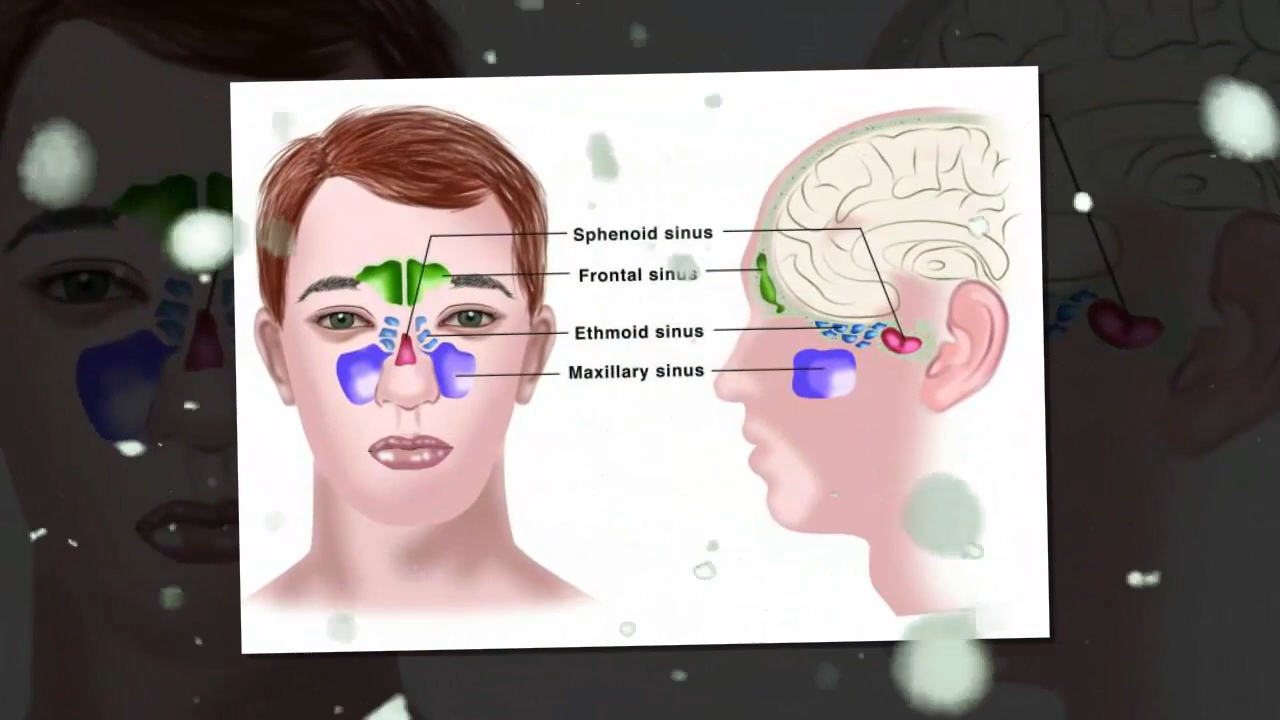 Sphenoid sinus
Frontal sinus
Ethmoid sinus
Maxillary sinus